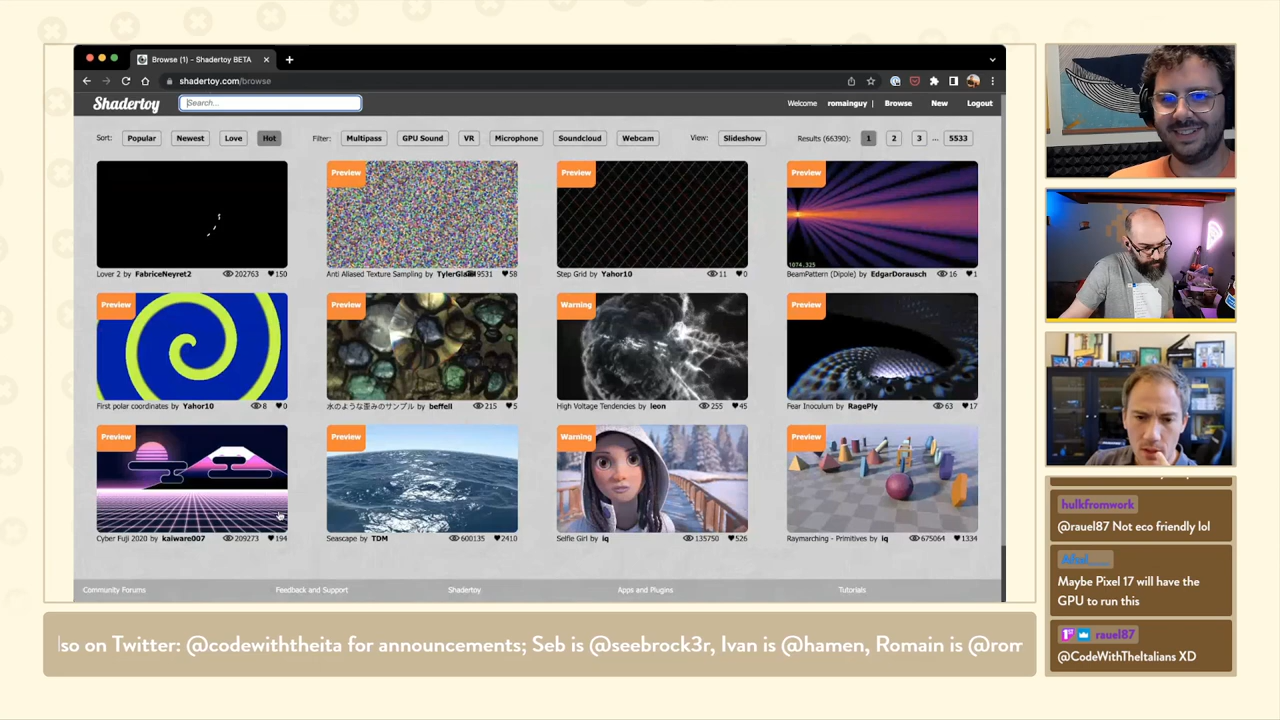 Browse (1) - Shadertoy BETA
shadertoy.com/browse
Shadertoy
Search...
Welcome romainguy | Browse New Logout
Sort: Popular Newest Love Hot Filter: Multipass GPU Sound VR Microphone Soundcloud Webcam View: Slideshow Results (66390): 1 2 3 ... 5533
Preview
Preview
Preview
1074.325
Lover 2 by FabriceNeyret2 202763 150
Anti Aliased Texture Sampling by 9531 58
Step Grid by Yahor10 11 0
BeamPattern (Dipole) by EdgarDorausch 16 1
Preview
Preview
Warning
Preview
First polar coordinates by Yahor10 8 0
水のような歪みのサンプル by beffell 215 5
High Voltage Tendencies by leon 255 45
Fear Inoculum by RagePly 63 17
Preview
Preview
Warning
Preview
Cyber Fuji 2020 by kaiware007 209273 194
Seascape by TDM 600135 2410
Selfie Girl by iq 135750 526
Raymarching - Primitives by iq 675064 1334
Community Forums Feedback and Support Shadertoy Apps and Plugins Tutorials
hulkfromwork
@rauel87 Not eco friendly lol
Maybe Pixel 17 will have the
GPU to run this
1ST rauel87
@CodeWithTheItalians XD
lso on Twitter: @codewiththeita for announcements; Seb is @seebrock3r, Ivan is @hamen, Romain is @rom